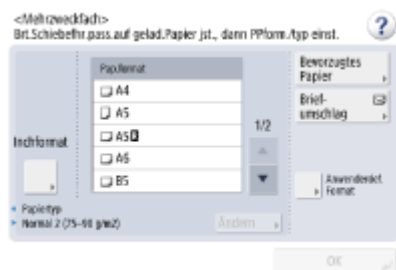 <Mehrzweckfach>
Brt.Schiebefhr.pass.auf gelad.Papier jst., dann PPform./typ einst.
?
Pap.format
A4
A5
A5R
A6
B5
1/2
Inchformat
Bevorzugtes
Papier
Brief-
umschlag
Anwenderdef.
Format
Papiertyp
Normal 2 (75-90 g/m2)
Ändern
OK